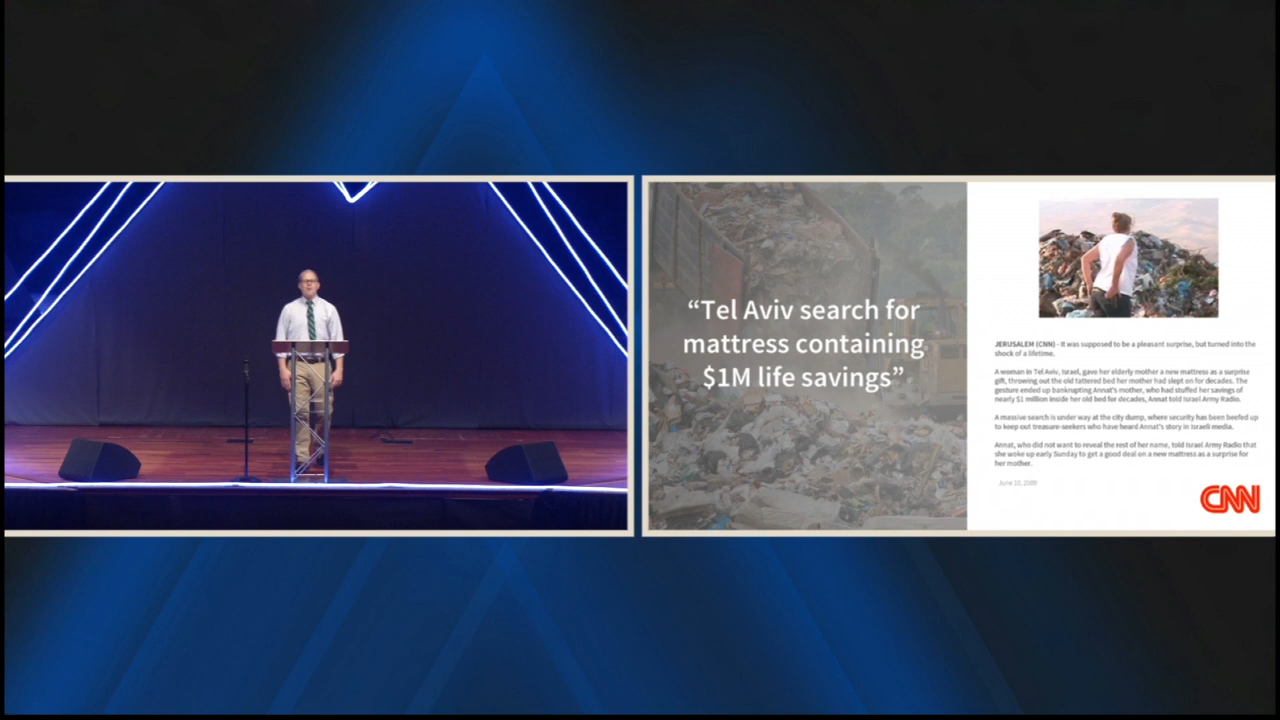 “Tel Aviv search for
mattress containing
$1M life savings”
JERUSALEM (CNN) - It was supposed to be a pleasant surprise, but turned into the
shock of a lifetime.
A woman in Tel Aviv, Israel, gave her elderly mother a new mattress as a surprise
gift, throwing out the old tattered bed her mother had slept on for decades. The
gesture ended up bankrupting Annat's mother, who had stuffed her savings of
nearly $1 million inside her old bed for decades, Annat told Israel Army Radio.
A massive search is under way at the city dump, where security has been beefed up
to keep out treasure-seekers who have heard Annat's story in Israeli media.
Annat, who did not want to reveal the rest of her name, told Israel Army Radio that
she woke up early Sunday to get a good deal on a new mattress as a surprise for
her mother.
June 10, 2009
CNN